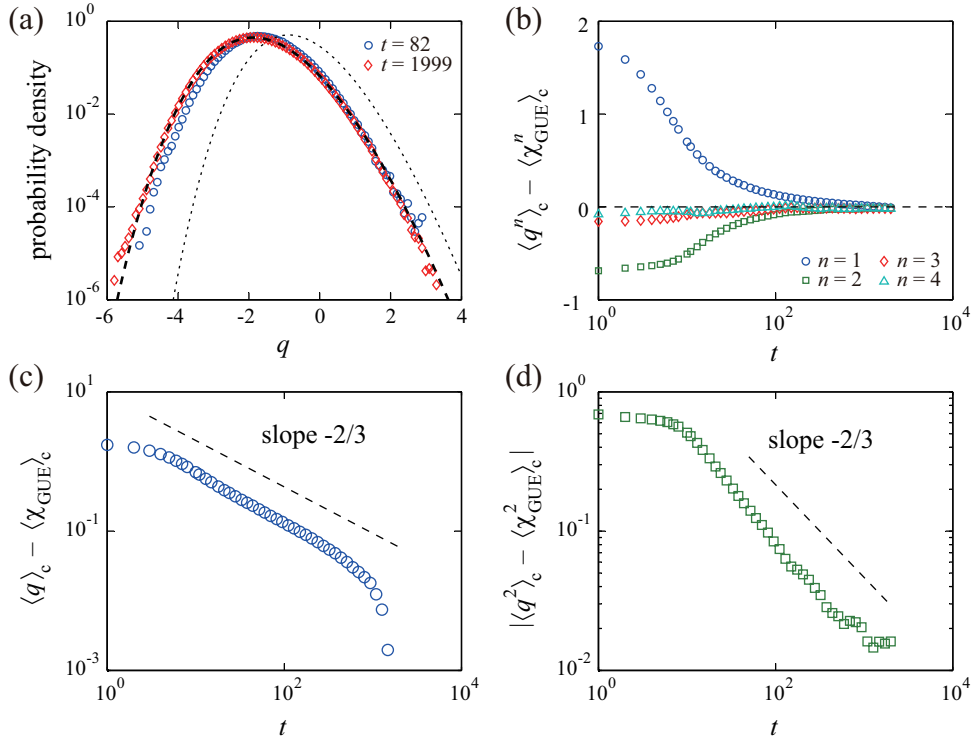 (a)
probability density
10^0
10^-2
10^-4
10^-6
-6 -4 -2 0 2 4
q
t = 82
t = 1999
(b)
⟨q^n⟩_c − ⟨χ^n_GUE⟩_c
2
1
0
-1
10^0 10^2 10^4
t
n = 1 n = 3
n = 2 n = 4
(c)
⟨q⟩_c − ⟨χ_GUE⟩_c
10^1
10^-1
10^-3
10^0 10^2 10^4
t
slope -2/3
(d)
|⟨q^2⟩_c − ⟨χ^2_GUE⟩_c|
10^0
10^-1
10^-2
10^0 10^2 10^4
t
slope -2/3